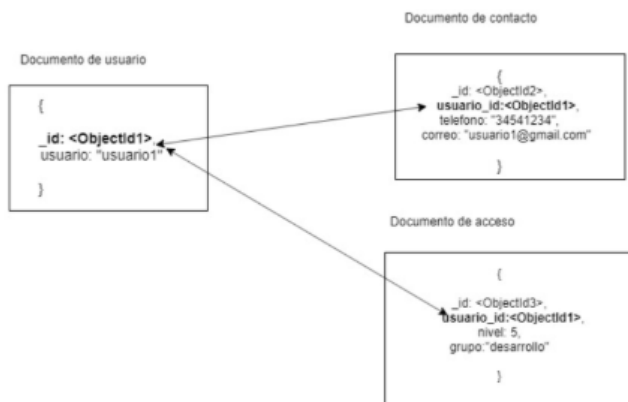 Documento de usuario
{
_id: <ObjectId1>,
usuario: "usuario1"
}
Documento de contacto
{
_id: <ObjectId2>,
usuario_id:<ObjectId1>,
telefono: "34541234",
correo: "usuario1@gmail.com"
}
Documento de acceso
{
_id: <ObjectId3>,
usuario_id:<ObjectId1>,
nivel: 5,
grupo:"desarrollo"
}